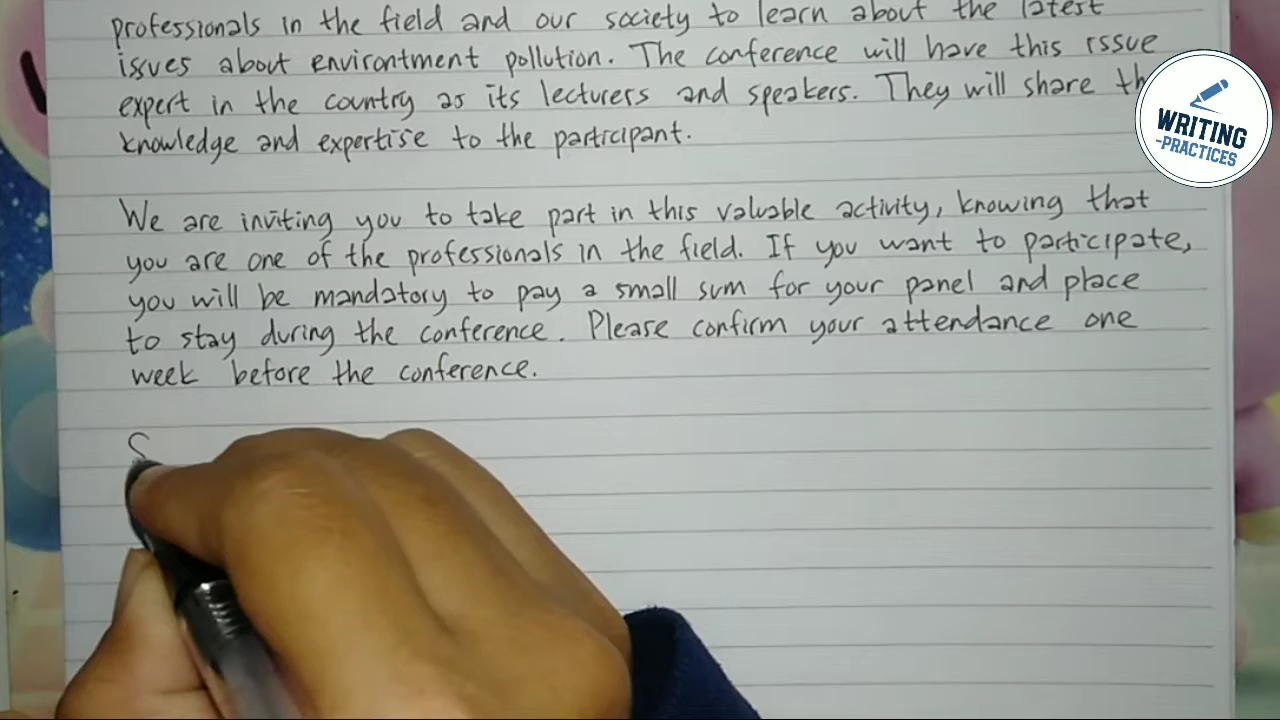 professionals in the field and our society to learn about the latest
issues about environtment pollution. The conference will have this issue
expert in the country as its lecturers and speakers. They will share
knowledge and expertise to the participant.
We are inviting you to take part in this valuable activity, knowing that
you are one of the professionals in the field. If you want to participate,
you will be mandatory to pay a small sum for your panel and place
to stay during the conference. Please confirm your attendance one
week before the conference.
S
WRITING
-PRACTICES